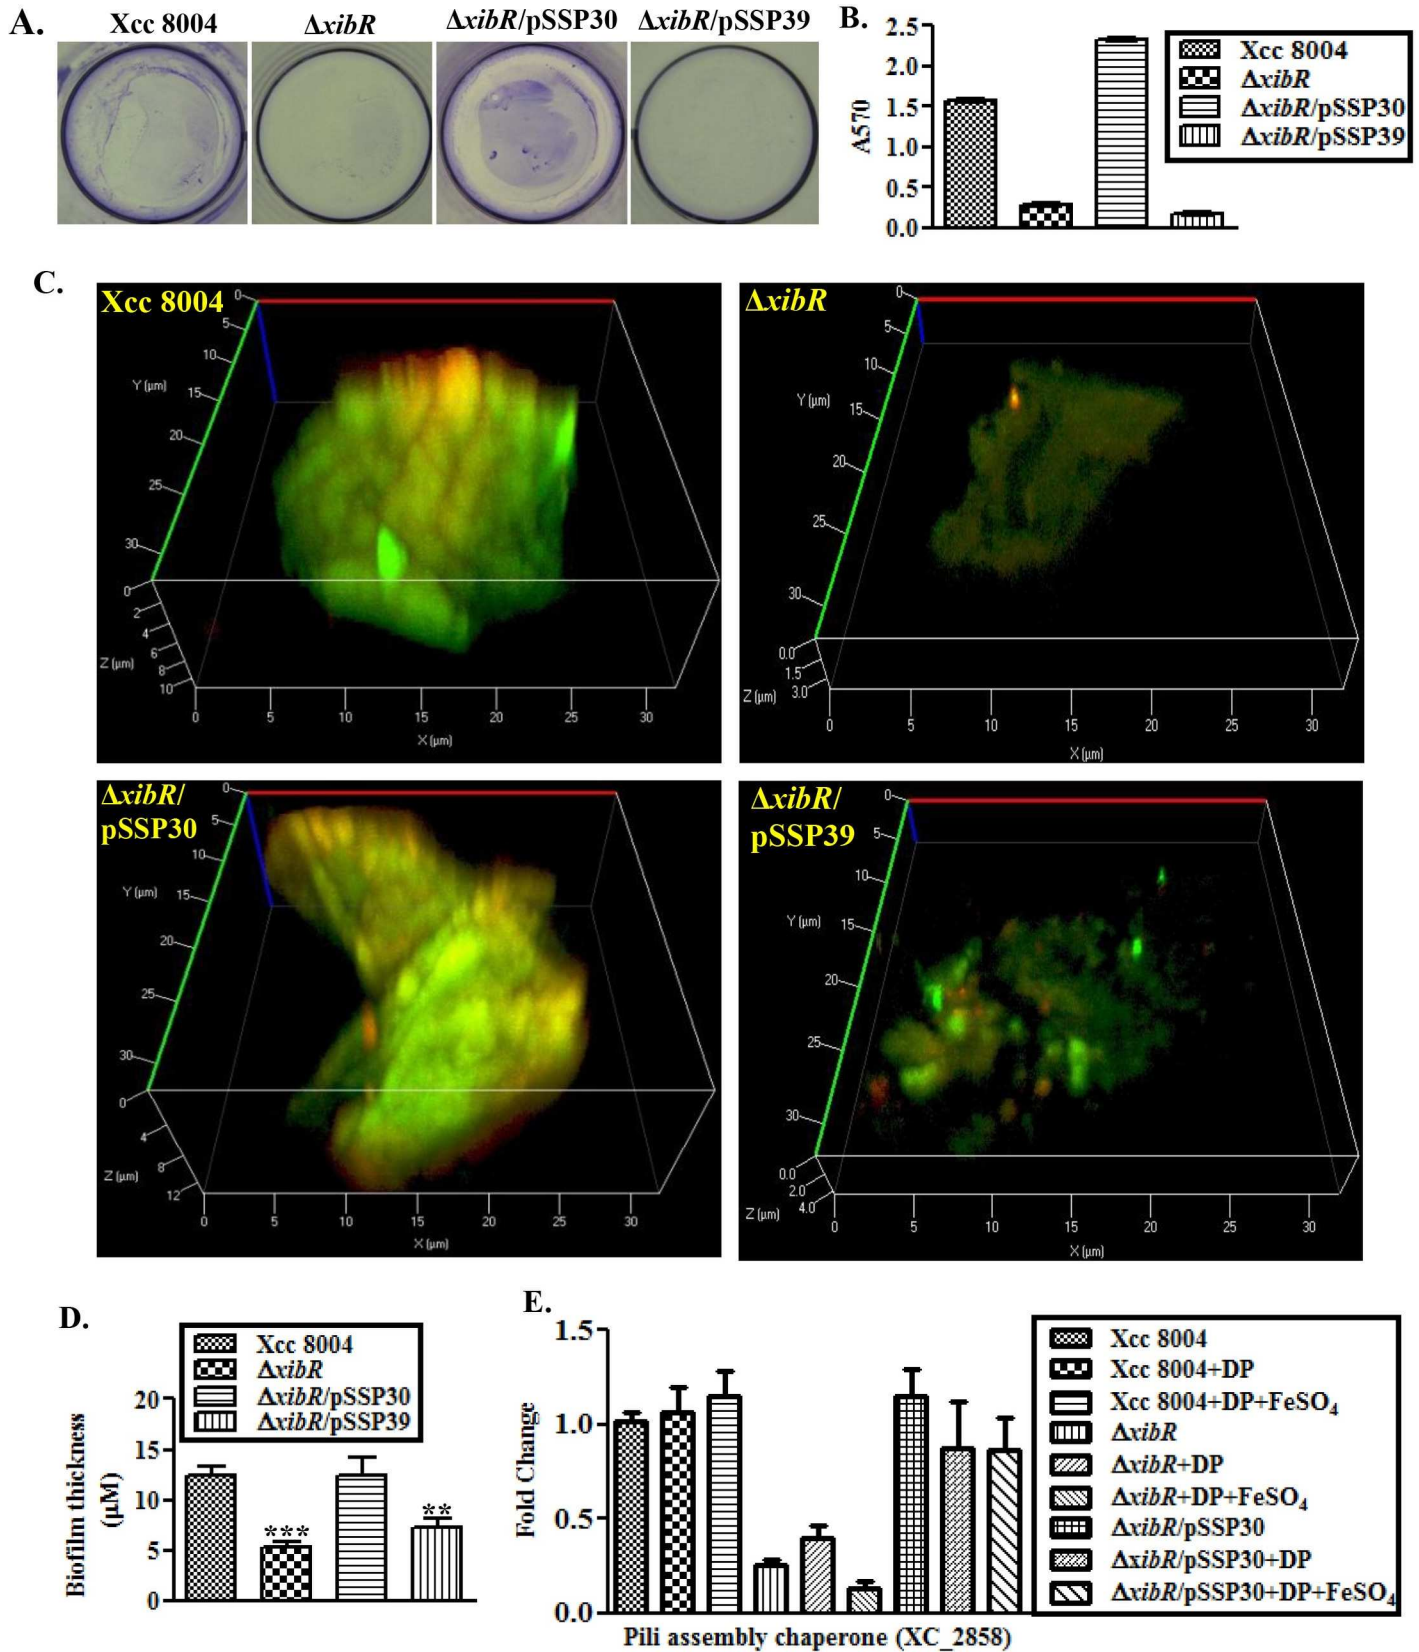 A.
Xcc 8004
ΔxibR
ΔxibR/pSSP30
ΔxibR/pSSP39
B.
2.5
2.0
1.5
1.0
0.5
0.0
A570
Xcc 8004
ΔxibR
ΔxibR/pSSP30
ΔxibR/pSSP39
C.
Xcc 8004
0
5
10
Y (µm)
15
20
25
30
0
2
4
Z (µm)
6
8
10
0 5 10 15 20 25 30
X (µm)
ΔxibR
0
5
10
Y (µm)
15
20
25
30
0.0
1.5
Z (µm)
3.0
0 5 10 15 20 25 30
X (µm)
ΔxibR/
pSSP30
0
5
10
Y (µm)
15
20
25
30
0
4
8
Z (µm)
12
0 5 10 15 20 25 30
X (µm)
ΔxibR/
pSSP39
0
5
10
Y (µm)
15
20
25
30
0.0
2.0
Z (µm)
4.0
0 5 10 15 20 25 30
X (µm)
D.
Xcc 8004
ΔxibR
ΔxibR/pSSP30
ΔxibR/pSSP39
20
15
10
5
0
Biofilm thickness
(µM)
***
**
E.
1.5
1.0
0.5
0.0
Fold Change
Pili assembly chaperone (XC_2858)
Xcc 8004
Xcc 8004+DP
Xcc 8004+DP+FeSO₄
ΔxibR
ΔxibR+DP
ΔxibR+DP+FeSO₄
ΔxibR/pSSP30
ΔxibR/pSSP30+DP
ΔxibR/pSSP30+DP+FeSO₄